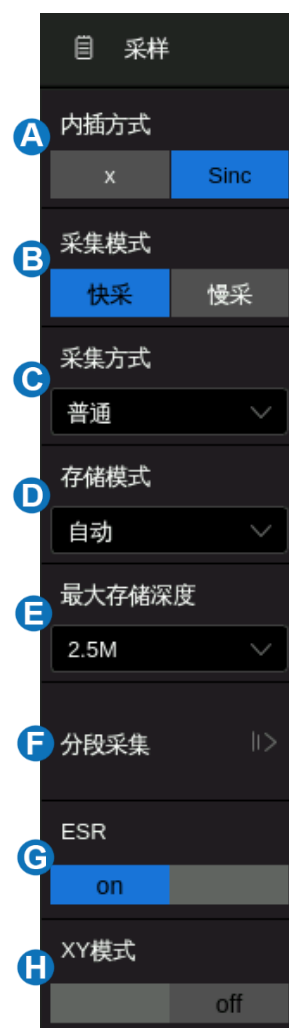 采样
A
内插方式
x Sinc
B
采集模式
快采 慢采
C
采集方式
普通
D
存储模式
自动
E
最大存储深度
2.5M
F
分段采集
G
ESR
on
H
XY模式
off